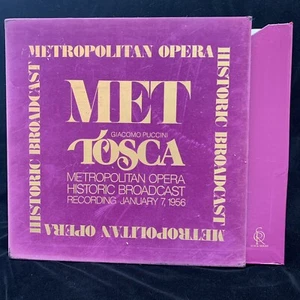 METROPOLITAN OPERA
HISTORIC BROADCAST
MET
GIACOMO PUCCINI
TOSCA
METROPOLITAN OPERA
HISTORIC BROADCAST
RECORDING JANUARY 7, 1956
HISTORIC BROADCAST
METROPOLITAN OPERA